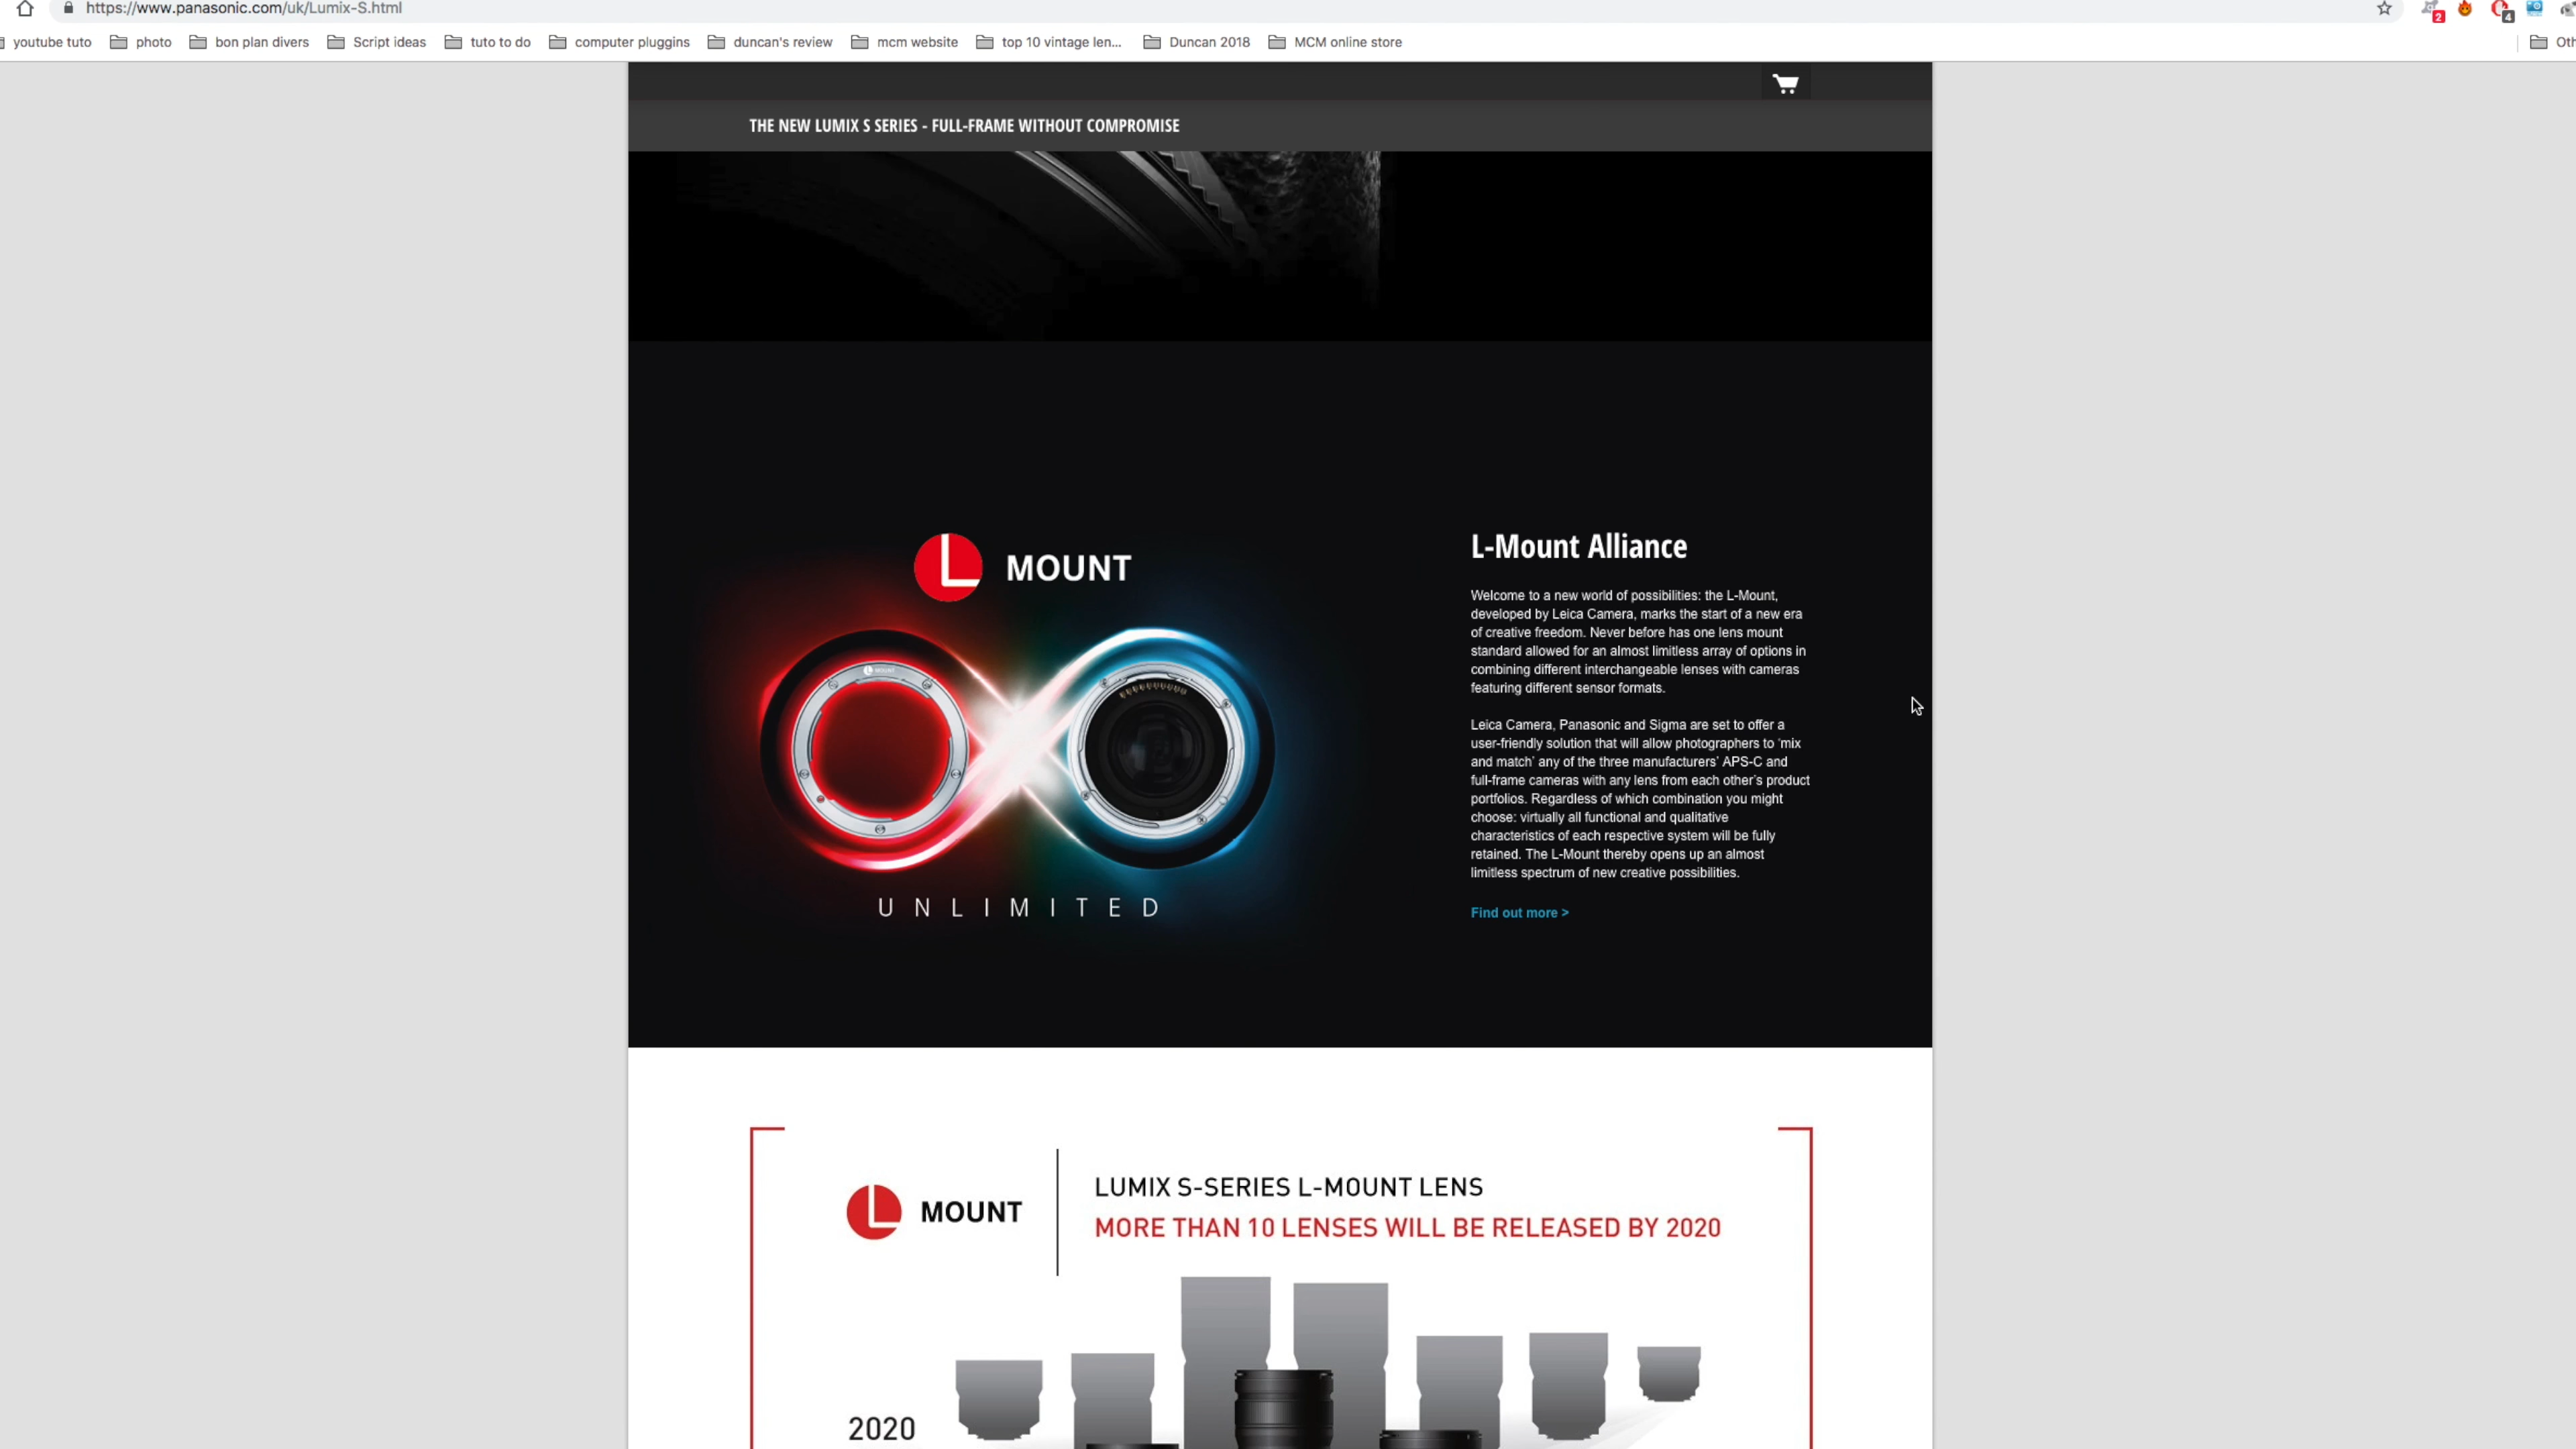 https://www.panasonic.com/uk/Lumix-S.html
youtube tuto photo bon plan divers Script ideas tuto to do computer pluggins duncan's review mcm website top 10 vintage len... Duncan 2018 MCM online store Oth
2
4
THE NEW LUMIX S SERIES - FULL-FRAME WITHOUT COMPROMISE
L MOUNT
L MOUNT
UNLIMITED
L-Mount Alliance
Welcome to a new world of possibilities: the L-Mount,
developed by Leica Camera, marks the start of a new era
of creative freedom. Never before has one lens mount
standard allowed for an almost limitless array of options in
combining different interchangeable lenses with cameras
featuring different sensor formats.
Leica Camera, Panasonic and Sigma are set to offer a
user-friendly solution that will allow photographers to 'mix
and match' any of the three manufacturers' APS-C and
full-frame cameras with any lens from each other's product
portfolios. Regardless of which combination you might
choose: virtually all functional and qualitative
characteristics of each respective system will be fully
retained. The L-Mount thereby opens up an almost
limitless spectrum of new creative possibilities.
Find out more >
L MOUNT
LUMIX S-SERIES L-MOUNT LENS
MORE THAN 10 LENSES WILL BE RELEASED BY 2020
2020